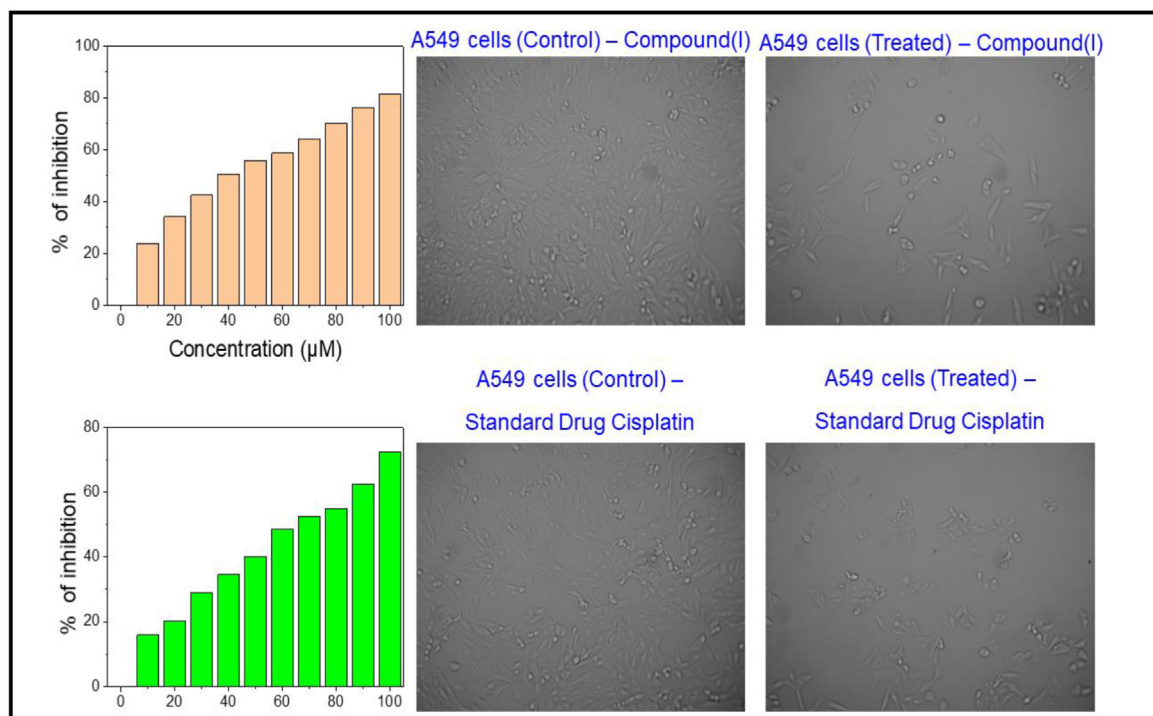 A549 cells (Control) – Compound(I)
A549 cells (Treated) – Compound(I)
100
80
60
40
20
0
% of inhibition
0 20 40 60 80 100
Concentration (µM)
A549 cells (Control) –
Standard Drug Cisplatin
A549 cells (Treated) –
Standard Drug Cisplatin
80
60
40
20
0
% of inhibition
0 20 40 60 80 100